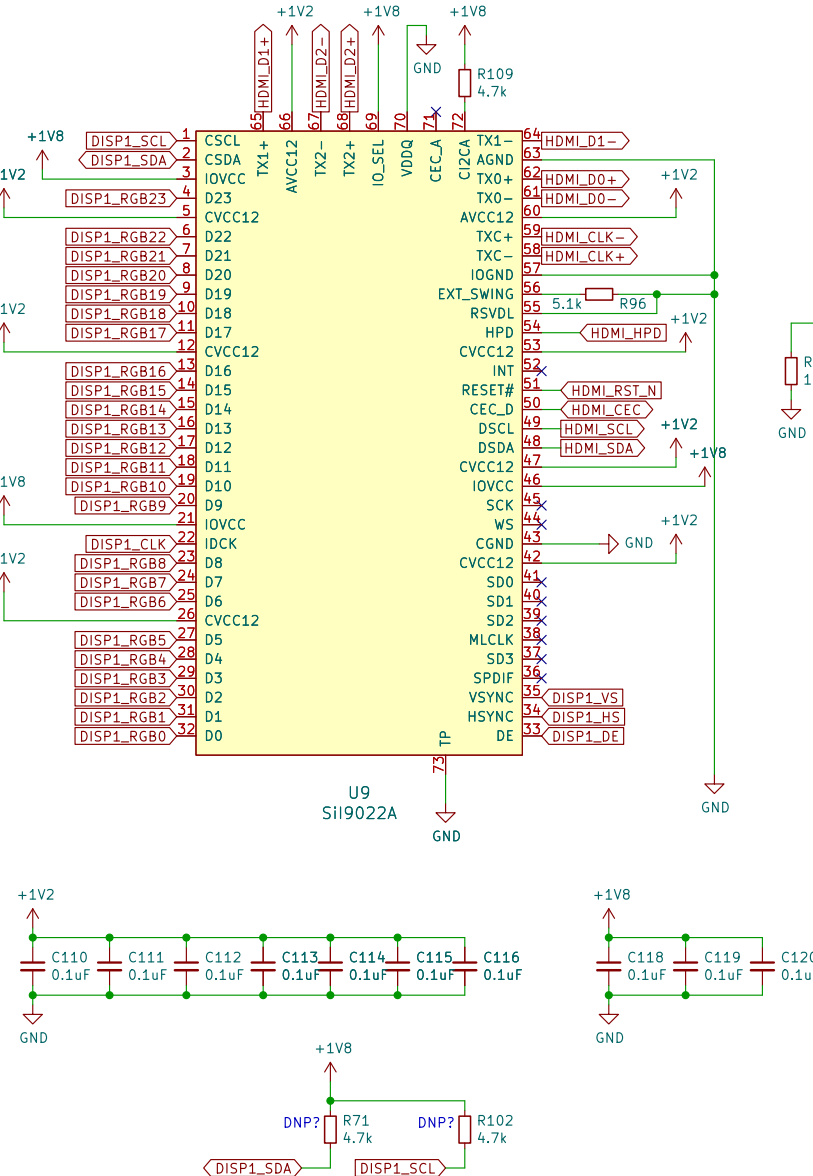 +1V2
+1V8
+1V8
GND
HDMI_D1+
HDMI_D2-
HDMI_D2+
R109
4.7k
65
66
67
68
69
70
71
72
TX1+
AVCC12
TX2-
TX2+
IO_SEL
VDDQ
CEC_A
CI2CA
+1V8
DISP1_SCL 1 CSCL
DISP1_SDA 2 CSDA
3 IOVCC
1V2
DISP1_RGB23 4 D23
5 CVCC12
DISP1_RGB22 6 D22
DISP1_RGB21 7 D21
DISP1_RGB20 8 D20
DISP1_RGB19 9 D19
DISP1_RGB18 10 D18
1V2
DISP1_RGB17 11 D17
12 CVCC12
DISP1_RGB16 13 D16
DISP1_RGB15 14 D15
DISP1_RGB14 15 D14
DISP1_RGB13 16 D13
DISP1_RGB12 17 D12
DISP1_RGB11 18 D11
1V8
DISP1_RGB10 19 D10
DISP1_RGB9 20 D9
21 IOVCC
DISP1_CLK 22 IDCK
1V2
DISP1_RGB8 23 D8
DISP1_RGB7 24 D7
DISP1_RGB6 25 D6
26 CVCC12
DISP1_RGB5 27 D5
DISP1_RGB4 28 D4
DISP1_RGB3 29 D3
DISP1_RGB2 30 D2
DISP1_RGB1 31 D1
DISP1_RGB0 32 D0
TX1- 64 HDMI_D1-
AGND 63
TX0+ 62 HDMI_D0+
+1V2
TX0- 61 HDMI_D0-
AVCC12 60
TXC+ 59 HDMI_CLK-
TXC- 58 HDMI_CLK+
IOGND 57
EXT_SWING 56 5.1k R96
RSVDL 55
+1V2
HPD 54 HDMI_HPD
CVCC12 53
INT 52
RESET# 51 HDMI_RST_N
CEC_D 50 HDMI_CEC
+1V2
DSCL 49 HDMI_SCL
DSDA 48 HDMI_SDA
+1V8
CVCC12 47
IOVCC 46
SCK 45
WS 44
+1V2
CGND 43 GND
CVCC12 42
SD0 41
SD1 40
SD2 39
MLCLK 38
SD3 37
SPDIF 36
VSYNC 35 DISP1_VS
HSYNC 34 DISP1_HS
DE 33 DISP1_DE
R
1
GND
TP
73
GND
GND
U9
SiI9022A
+1V2
C110
0.1uF
C111
0.1uF
C112
0.1uF
C113
0.1uF
C114
0.1uF
C115
0.1uF
C116
0.1uF
GND
+1V8
C118
0.1uF
C119
0.1uF
C120
0.1u
GND
+1V8
DNP? R71
4.7k
DNP? R102
4.7k
DISP1_SDA
DISP1_SCL